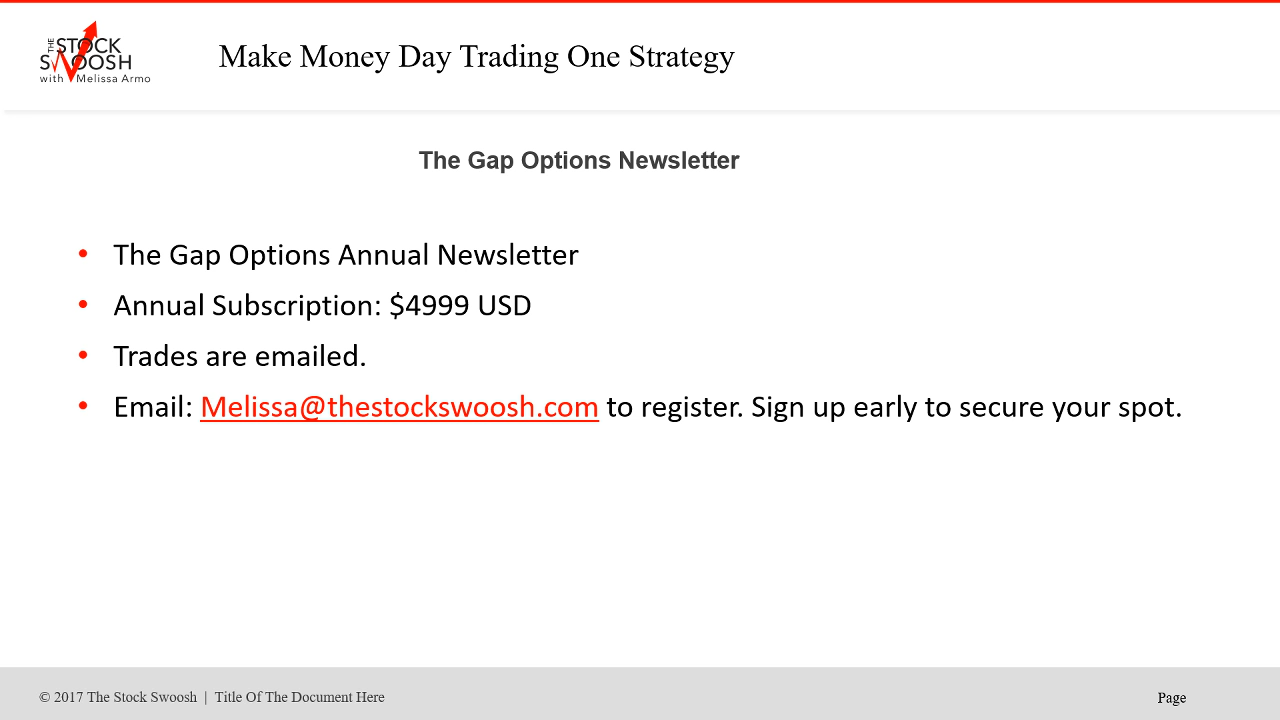 THE STOCK
SWOOSH
with Melissa Armo
Make Money Day Trading One Strategy
The Gap Options Newsletter
• The Gap Options Annual Newsletter
• Annual Subscription: $4999 USD
• Trades are emailed.
• Email: Melissa@thestockswoosh.com to register. Sign up early to secure your spot.
© 2017 The Stock Swoosh | Title Of The Document Here
Page